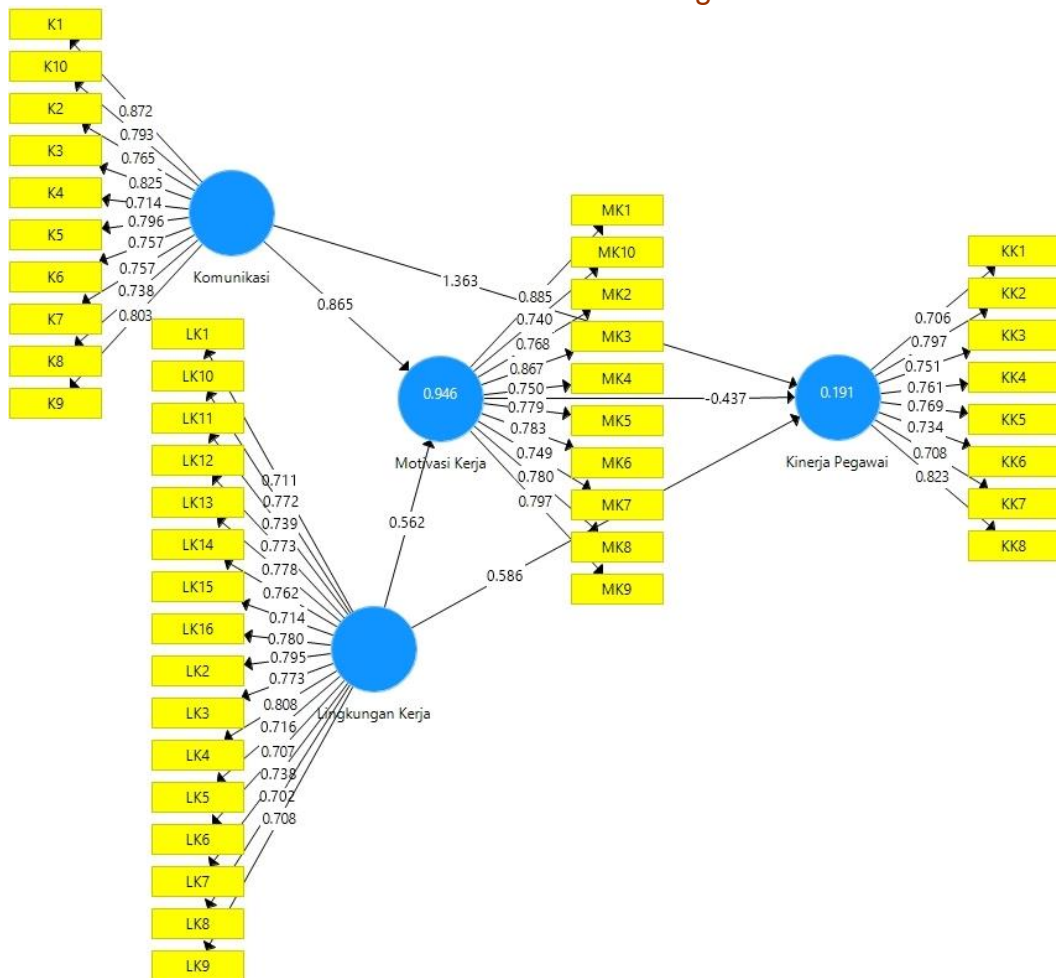 K1
K10
K2
K3
K4
K5
K6
K7
K8
K9
0.872
0.793
0.765
0.825
0.714
0.796
0.757
0.757
0.738
0.803
Komunikasi
0.865
1.363
LK1
LK10
LK11
LK12
LK13
LK14
LK15
LK16
LK2
LK3
LK4
LK5
LK6
LK7
LK8
LK9
0.711
0.772
0.739
0.773
0.778
0.762
0.714
0.780
0.795
0.773
0.808
0.716
0.707
0.738
0.702
0.708
Lingkungan Kerja
0.562
0.586
0.946
Motivasi Kerja
0.885
0.740
0.768
0.867
0.750
0.779
0.783
0.749
0.780
0.797
MK1
MK10
MK2
MK3
MK4
MK5
MK6
MK7
MK8
MK9
-0.437
0.191
Kinerja Pegawai
0.706
0.797
0.751
0.761
0.769
0.734
0.708
0.823
KK1
KK2
KK3
KK4
KK5
KK6
KK7
KK8